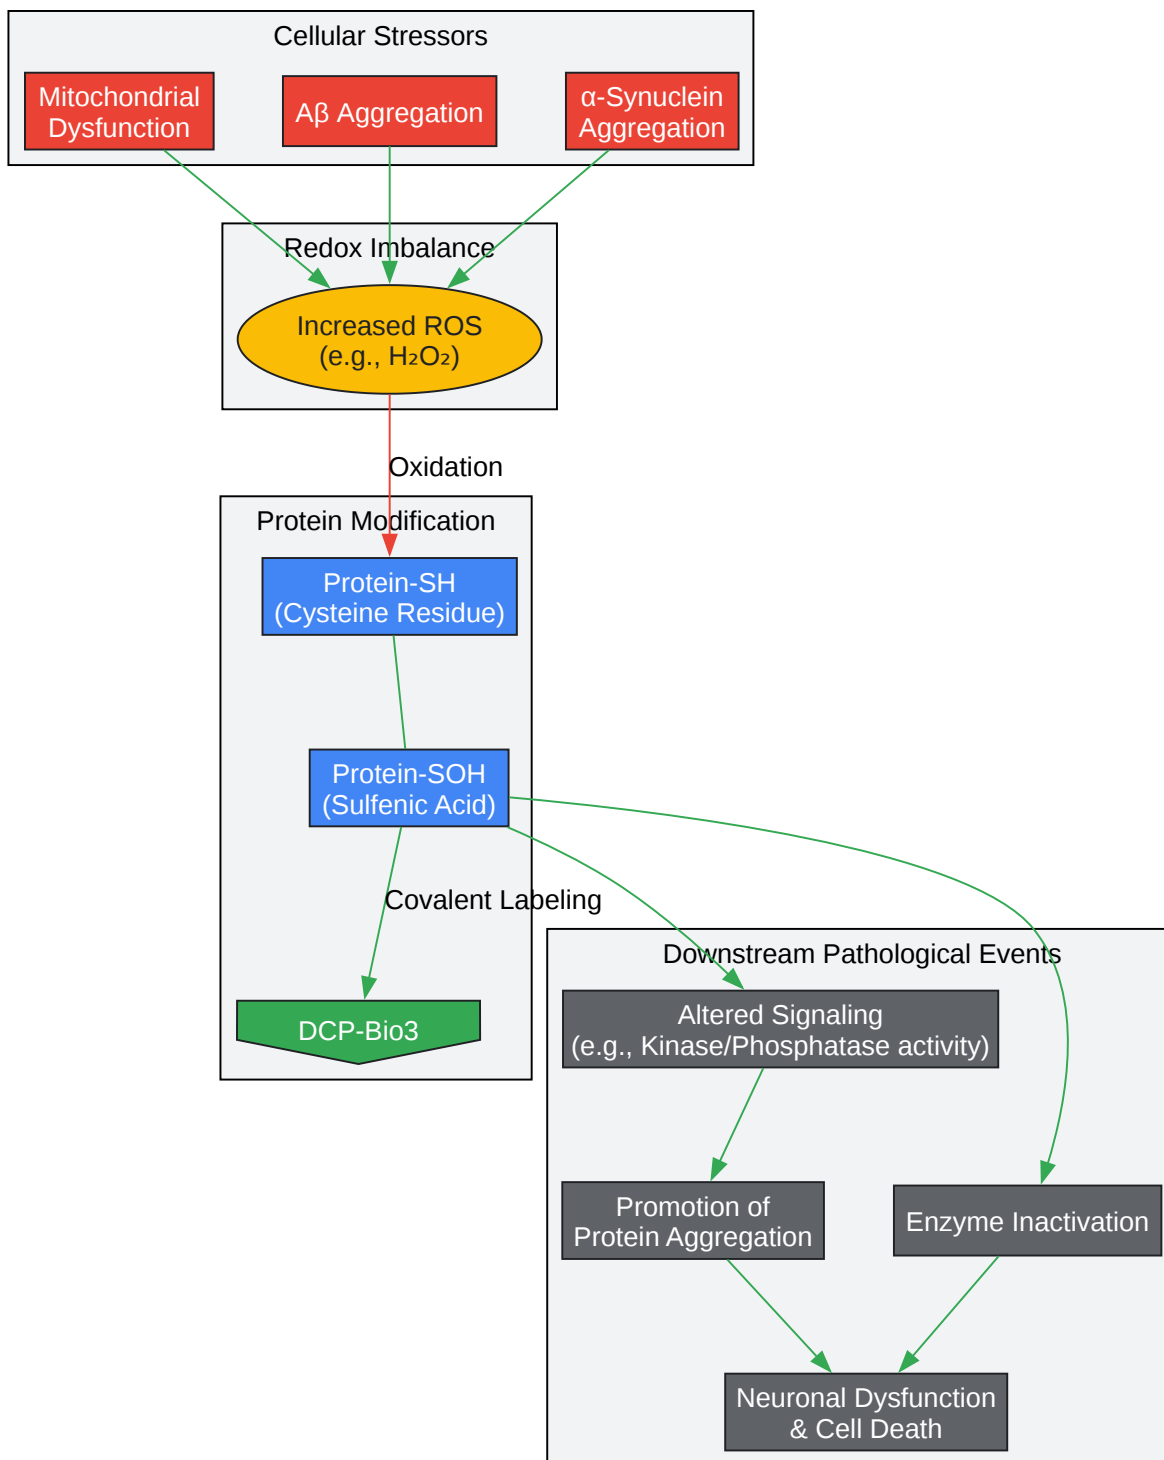 Cellular Stressors
Mitochondrial
Dysfunction
Aβ Aggregation
α-Synuclein
Aggregation
Redox Imbalance
Increased ROS
(e.g., H₂O₂)
Oxidation
Protein Modification
Protein-SH
(Cysteine Residue)
Protein-SOH
(Sulfenic Acid)
Covalent Labeling
DCP-Bio3
Downstream Pathological Events
Altered Signaling
(e.g., Kinase/Phosphatase activity)
Promotion of
Protein Aggregation
Enzyme Inactivation
Neuronal Dysfunction
& Cell Death